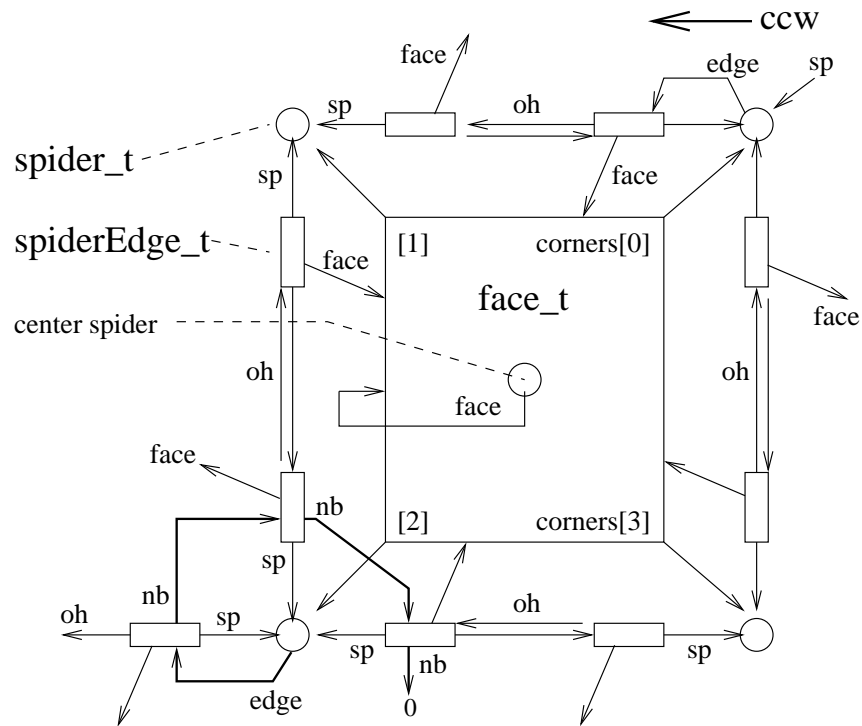 ccw
face
edge
sp
sp
oh
spider_t
sp
face
spiderEdge_t
[1]
corners[0]
face
face_t
center spider
face
oh
oh
face
face
nb
[2]
corners[3]
sp
nb
oh
oh
sp
sp
nb
sp
edge
0